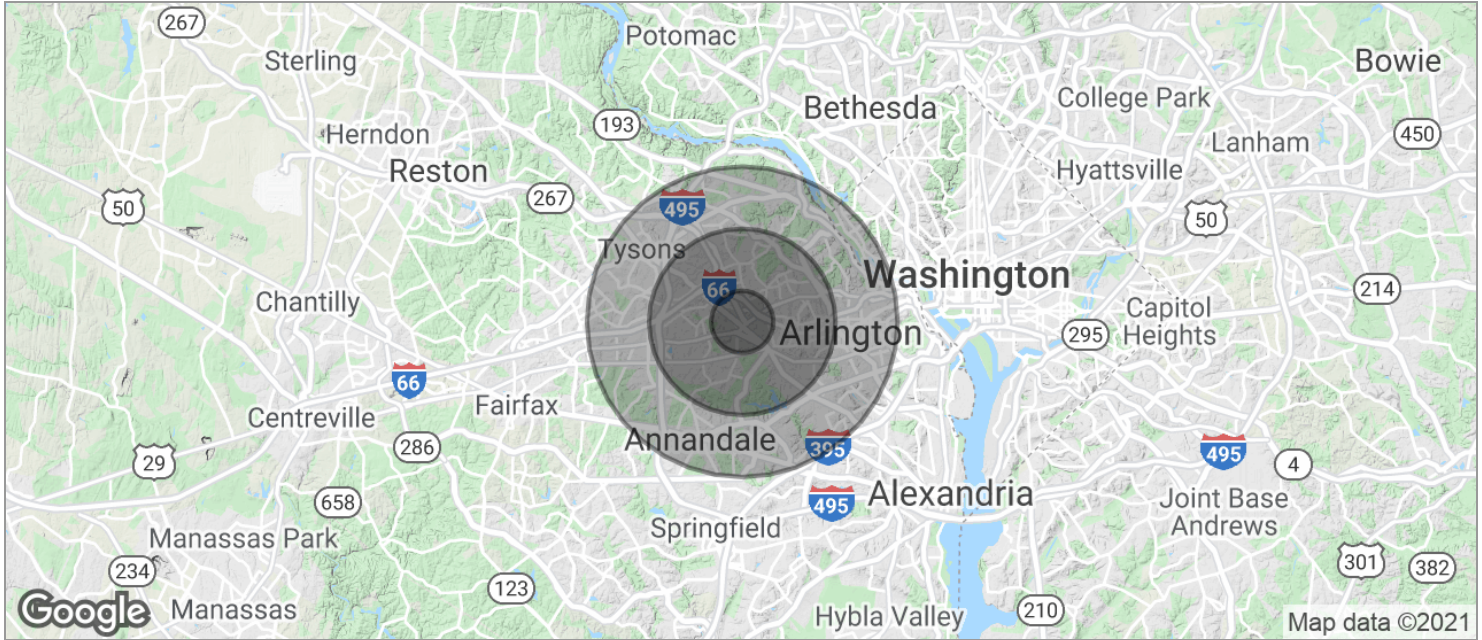 267
Potomac
Sterling
Bowie
Bethesda
College Park
193
Herndon
450
Lanham
Reston
Hyattsville
267
50
495
50
Tysons
Washington
66
214
Chantilly
Capitol
Heights
Arlington
295
66
Fairfax
Centreville
Annandale
286
395
495
29
4
Alexandria
495
Joint Base
Andrews
658
Springfield
Manassas Park
301
382
234
123
Google
Manassas
Hybla Valley
210
Map data ©2021